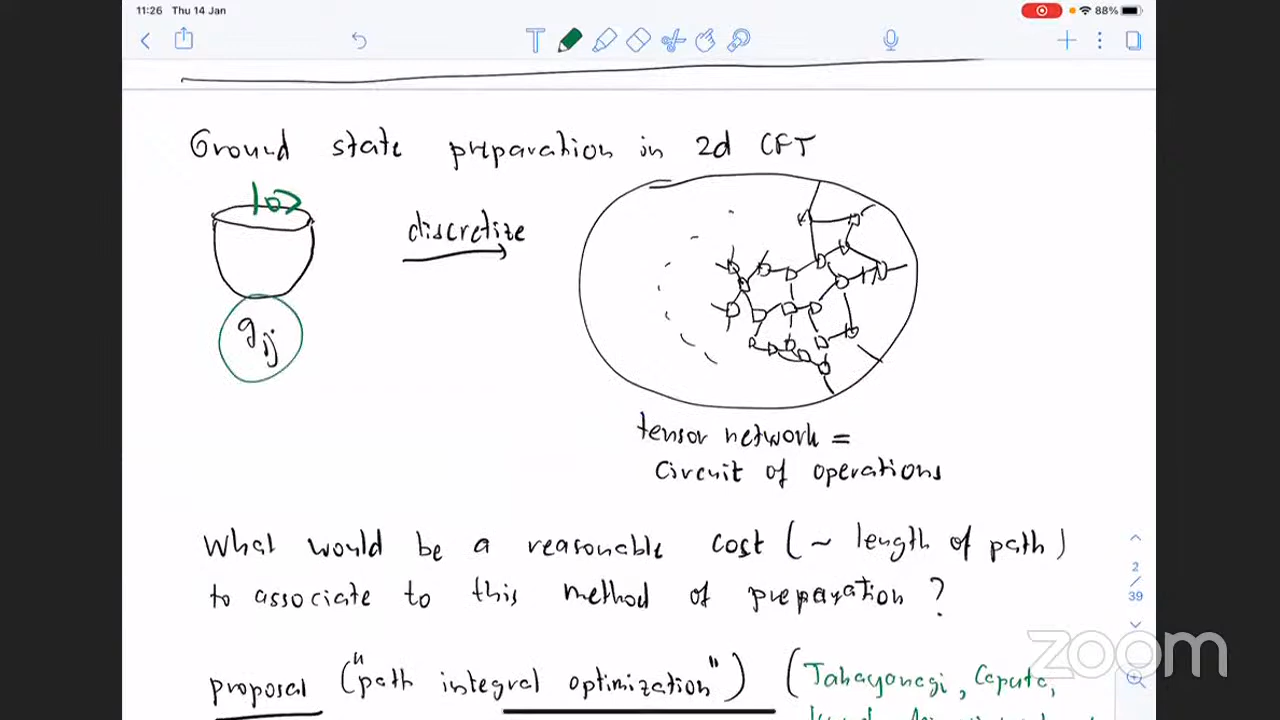 11:26 Thu 14 Jan
88%
Ground state preparation in 2d CFT
|0>
discretize
g_ij
tensor network =
Circuit of operations
What would be a reasonable cost (~ length of path)
to associate to this method of preparation ?
2
/
39
zoom
proposal ("path integral optimization") (Takayanagi, Caputa,